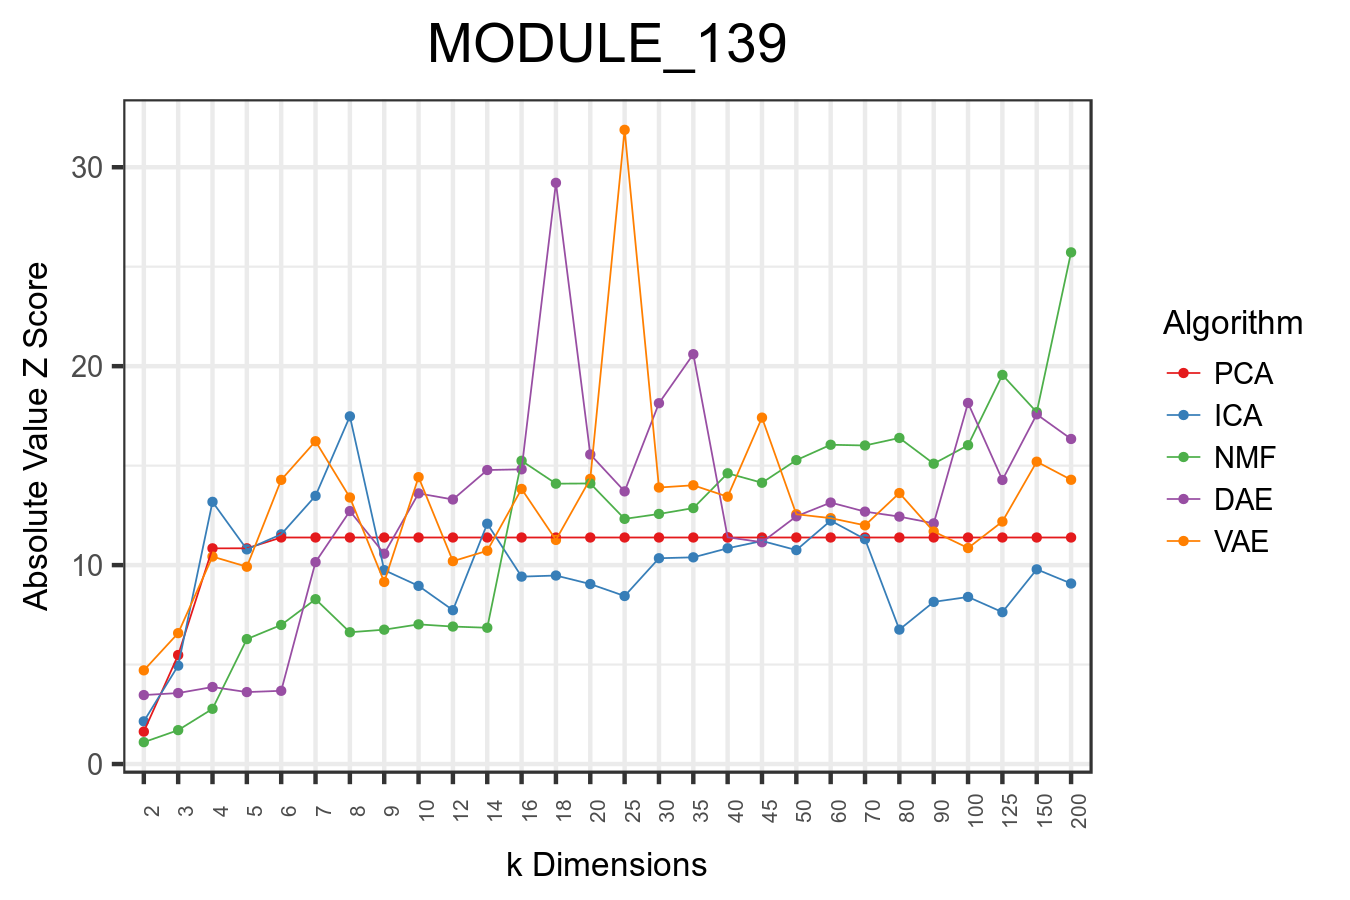 MODULE_139
Absolute Value Z Score
30
20
10
0
2 3 4 5 6 7 8 9 10 12 14 16 18 20 25 30 35 40 45 50 60 70 80 90 100 125 150 200
k Dimensions
Algorithm
PCA
ICA
NMF
DAE
VAE